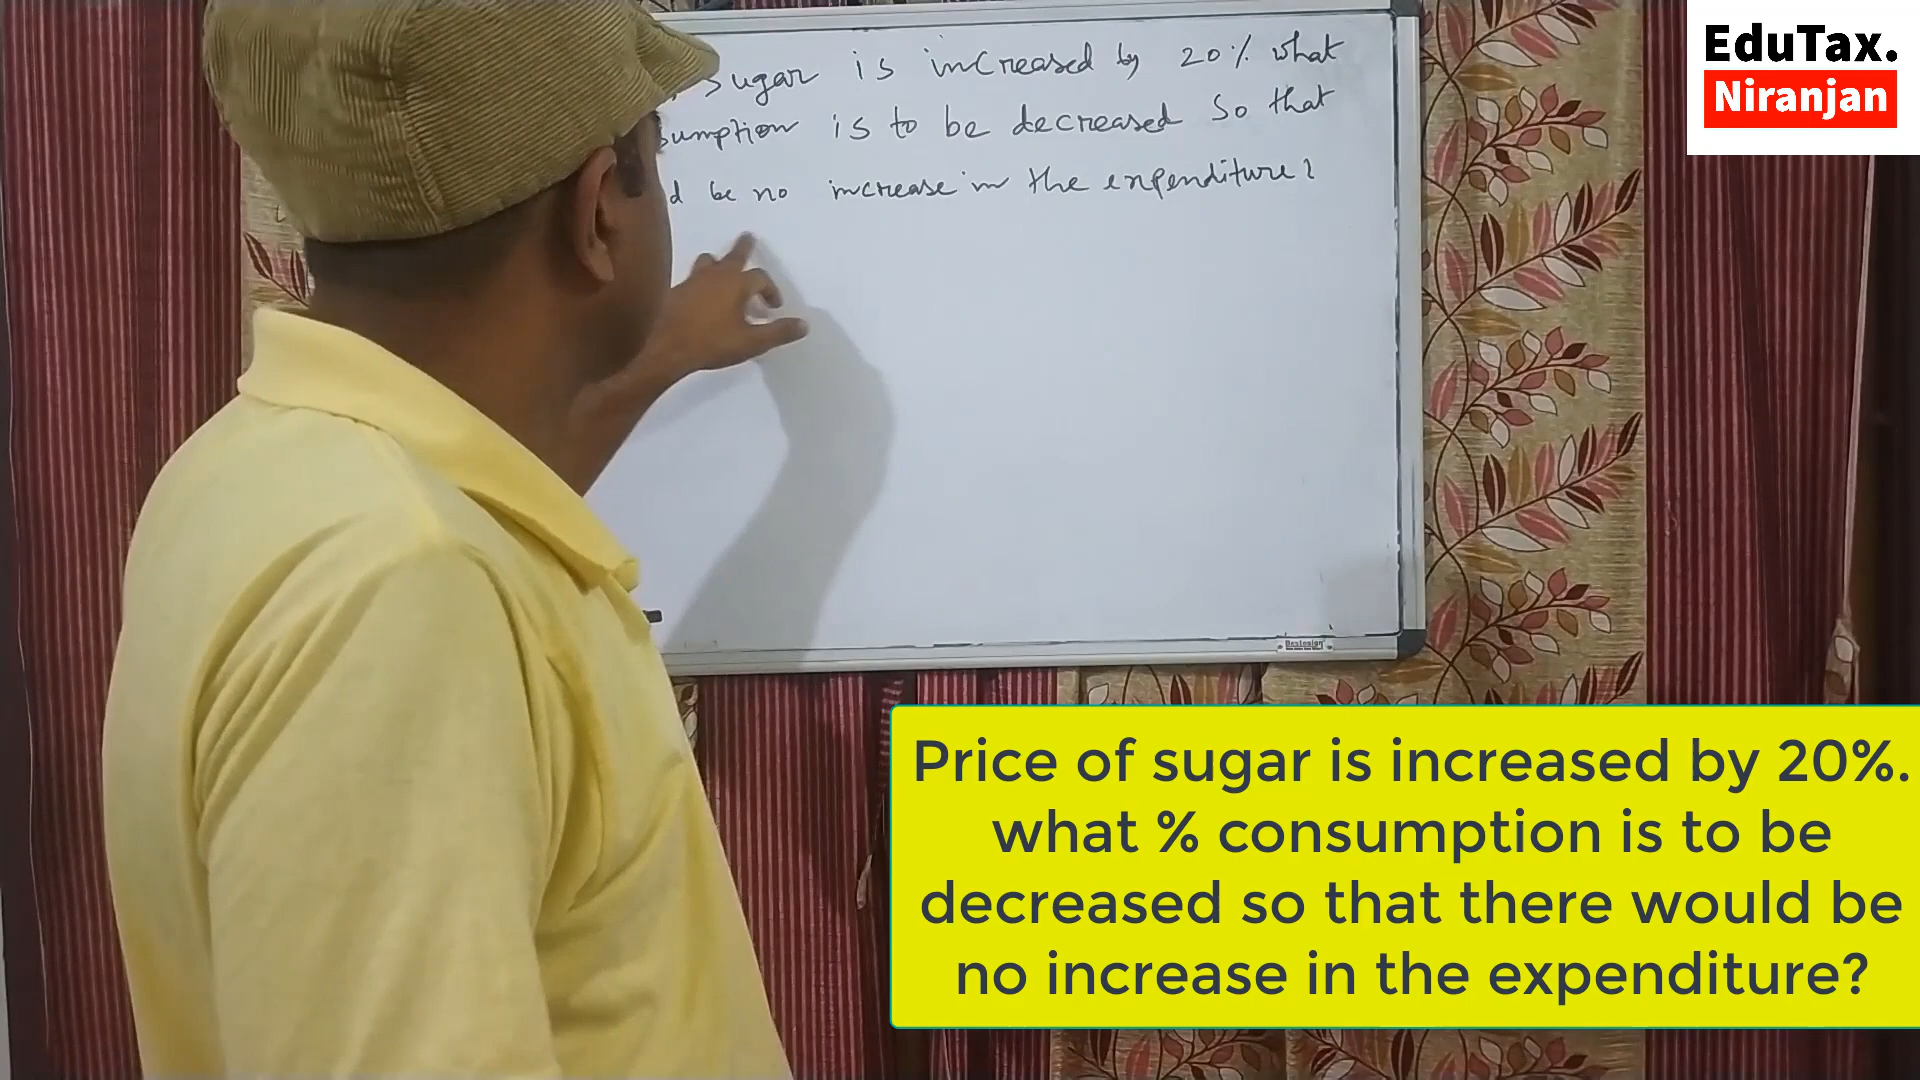 sugar is increased by 20% what
sumption is to be decreased so that
d be no increase in the expenditure?
EduTax.
Niranjan
Price of sugar is increased by 20%.
what % consumption is to be
decreased so that there would be
no increase in the expenditure?